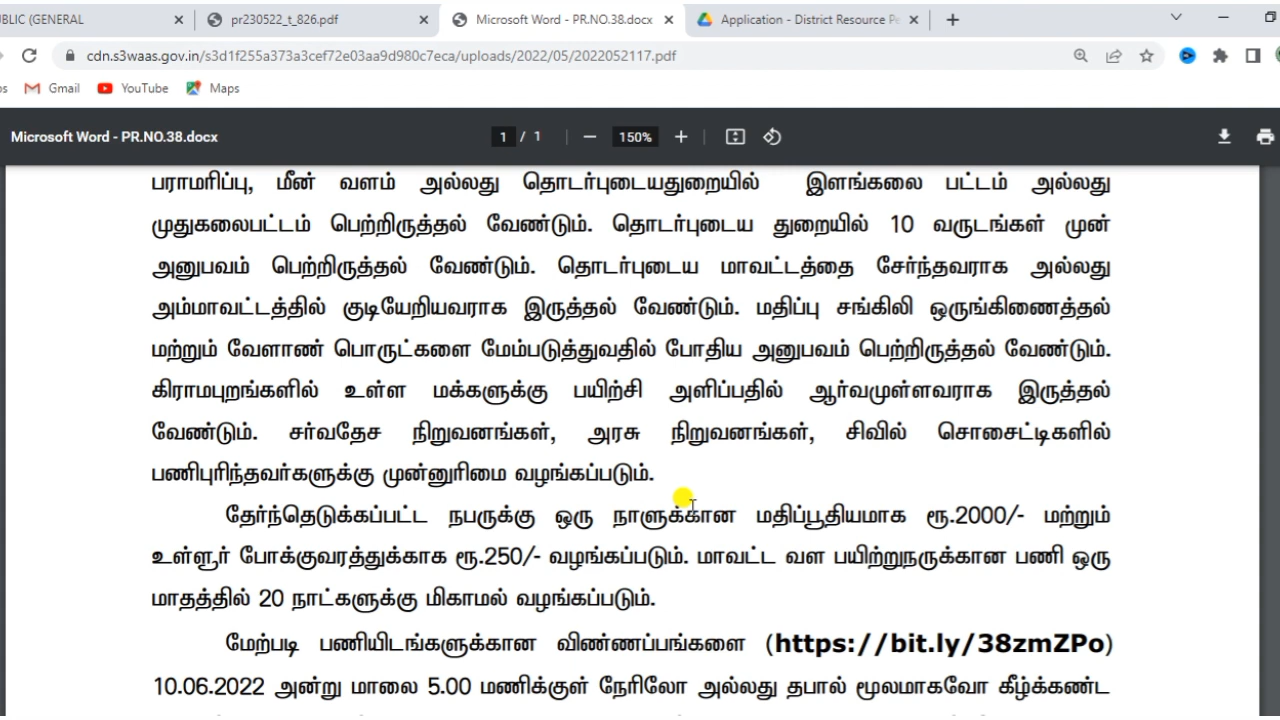 BLIC (GENERAL
pr230522_t_826.pdf
Microsoft Word - PR.NO.38.docx
Application - District Resource Pe
cdn.s3waas.gov.in/s3d1f255a373a3cef72e03aa9d980c7eca/uploads/2022/05/2022052117.pdf
ps Gmail YouTube Maps
Microsoft Word - PR.NO.38.docx 1 / 1 150%
பராமரிப்பு, மீன் வளம் அல்லது தொடர்புடையதுறையில் இளங்கலை பட்டம் அல்லது
முதுகலைபட்டம் பெற்றிருத்தல் வேண்டும். தொடர்புடைய துறையில் 10 வருடங்கள் முன்
அனுபவம் பெற்றிருத்தல் வேண்டும். தொடர்புடைய மாவட்டத்தை சேர்ந்தவராக அல்லது
அம்மாவட்டத்தில் குடியேறியவராக இருத்தல் வேண்டும். மதிப்பு சங்கிலி ஒருங்கிணைத்தல்
மற்றும் வேளாண் பொருட்களை மேம்படுத்துவதில் போதிய அனுபவம் பெற்றிருத்தல் வேண்டும்.
கிராமபுறங்களில் உள்ள மக்களுக்கு பயிற்சி அளிப்பதில் ஆர்வமுள்ளவராக இருத்தல்
வேண்டும். சர்வதேச நிறுவனங்கள், அரசு நிறுவனங்கள், சிவில் சொசைட்டிகளில்
பணிபுரிந்தவர்களுக்கு முன்னுரிமை வழங்கப்படும்.
தேர்ந்தெடுக்கப்பட்ட நபருக்கு ஒரு நாளுக்கான மதிப்பூதியமாக ரூ.2000/- மற்றும்
உள்ளூர் போக்குவரத்துக்காக ரூ.250/- வழங்கப்படும். மாவட்ட வள பயிற்றுநருக்கான பணி ஒரு
மாதத்தில் 20 நாட்களுக்கு மிகாமல் வழங்கப்படும்.
மேற்படி பணியிடங்களுக்கான விண்ணப்பங்களை (https://bit.ly/38zmZPo)
10.06.2022 அன்று மாலை 5.00 மணிக்குள் நேரிலோ அல்லது தபால் மூலமாகவோ கீழ்க்கண்ட